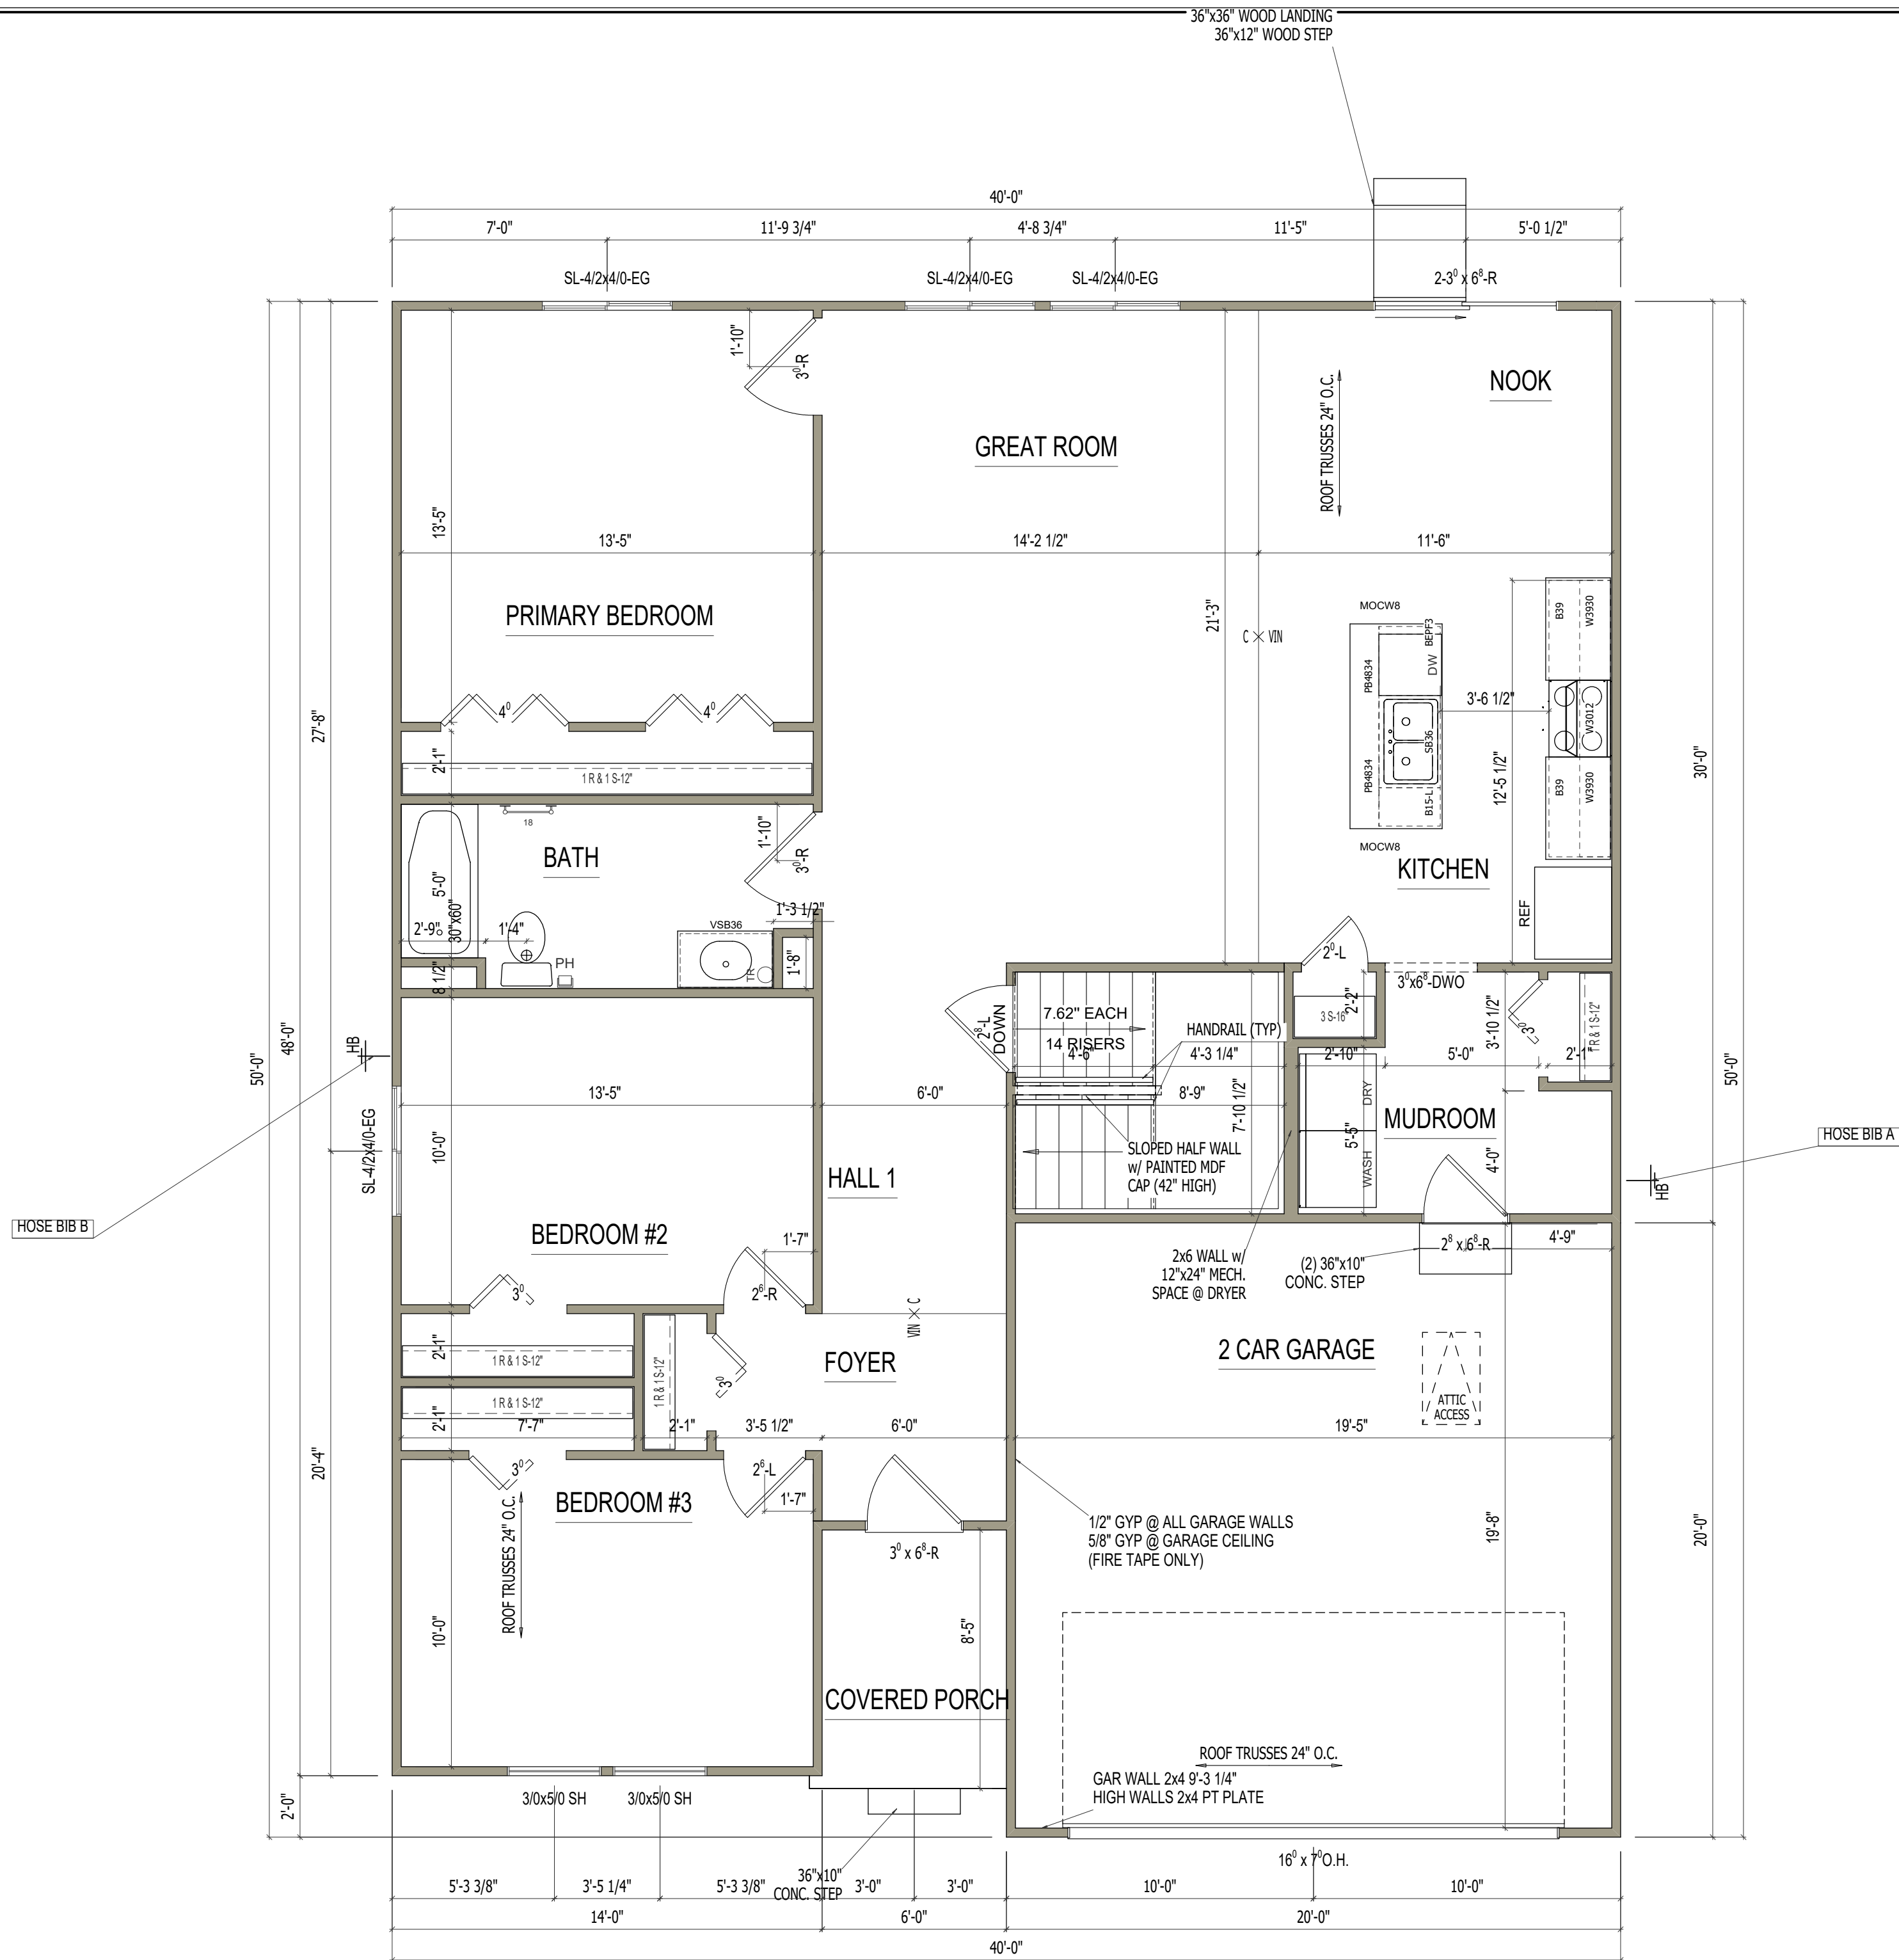 36"x36" WOOD LANDING
36"x12" WOOD STEP
40'-0"
7'-0"
11'-9 3/4"
4'-8 3/4"
11'-5"
5'-0 1/2"
SL-4/2x4/0-EG
SL-4/2x4/0-EG
SL-4/2x4/0-EG
2-3⁰ x 6⁸-R
1'-10"
3⁰-R
NOOK
GREAT ROOM
ROOF TRUSSES 24" O.C.
13'-5"
13'-5"
14'-2 1/2"
11'-6"
PRIMARY BEDROOM
21'-3"
C
VIN
MOCW8
PB4834
DW
BEPF3
B39
W3930
3'-6 1/2"
SB36
W3012
PB4834
B15-L
B39
W3930
12'-5 1/2"
MOCW8
KITCHEN
REF
4⁰
4⁰
2'-1"
1 R & 1 S-12"
18
BATH
1'-10"
3⁰-R
5'-0"
30"x60"
2'-9"
1'-4"
1'-3 1/2"
VSB36
PH
TR
1'-8"
8 1/2"
27'-8"
48'-0"
50'-0"
30'-0"
50'-0"
2⁰-L
3⁰x6⁸-DWO
2⁸-L
DOWN
7.62" EACH
14 RISERS
HANDRAIL (TYP)
4'-6"
4'-3 1/4"
3 S-16"
2'-2"
3'-10 1/2"
3⁰
1 R & 1 S-12"
2'-10"
5'-0"
2'-1"
HB
HOSE BIB B
SL-4/2x4/0-EG
13'-5"
6'-0"
8'-9"
7'-10 1/2"
DRY
5'-5"
WASH
MUDROOM
4'-0"
HOSE BIB A
HB
10'-0"
HALL 1
SLOPED HALF WALL
w/ PAINTED MDF
CAP (42" HIGH)
BEDROOM #2
1'-7"
2⁶-R
3⁰
2x6 WALL w/
12"x24" MECH.
SPACE @ DRYER
(2) 36"x10"
CONC. STEP
2⁸ x 6⁸-R
4'-9"
VIN
C
2'-1"
1 R & 1 S-12"
FOYER
2 CAR GARAGE
1 R & 1 S-12"
3⁰
2'-1"
1 R & 1 S-12"
ATTIC
ACCESS
7'-7"
2'-1"
3'-5 1/2"
6'-0"
19'-5"
3⁰
2⁶-L
1'-7"
BEDROOM #3
20'-4"
ROOF TRUSSES 24" O.C.
1/2" GYP @ ALL GARAGE WALLS
5/8" GYP @ GARAGE CEILING
(FIRE TAPE ONLY)
19'-8"
20'-0"
3⁰ x 6⁸-R
10'-0"
8'-5"
COVERED PORCH
ROOF TRUSSES 24" O.C.
GAR WALL 2x4 9'-3 1/4"
HIGH WALLS 2x4 PT PLATE
3/0x5/0 SH
3/0x5/0 SH
2'-0"
36"x10"
CONC. STEP
16⁰ x 7⁰O.H.
5'-3 3/8"
3'-5 1/4"
5'-3 3/8"
3'-0"
3'-0"
10'-0"
10'-0"
14'-0"
6'-0"
20'-0"
40'-0"